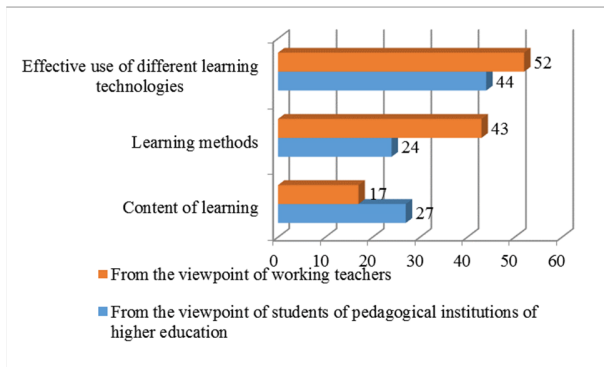 Effective use of different learning
technologies
52
44
Learning methods
43
24
Content of learning
17
27
0 10 20 30 40 50 60
From the viewpoint of working teachers
From the viewpoint of students of pedagogical institutions of
higher education